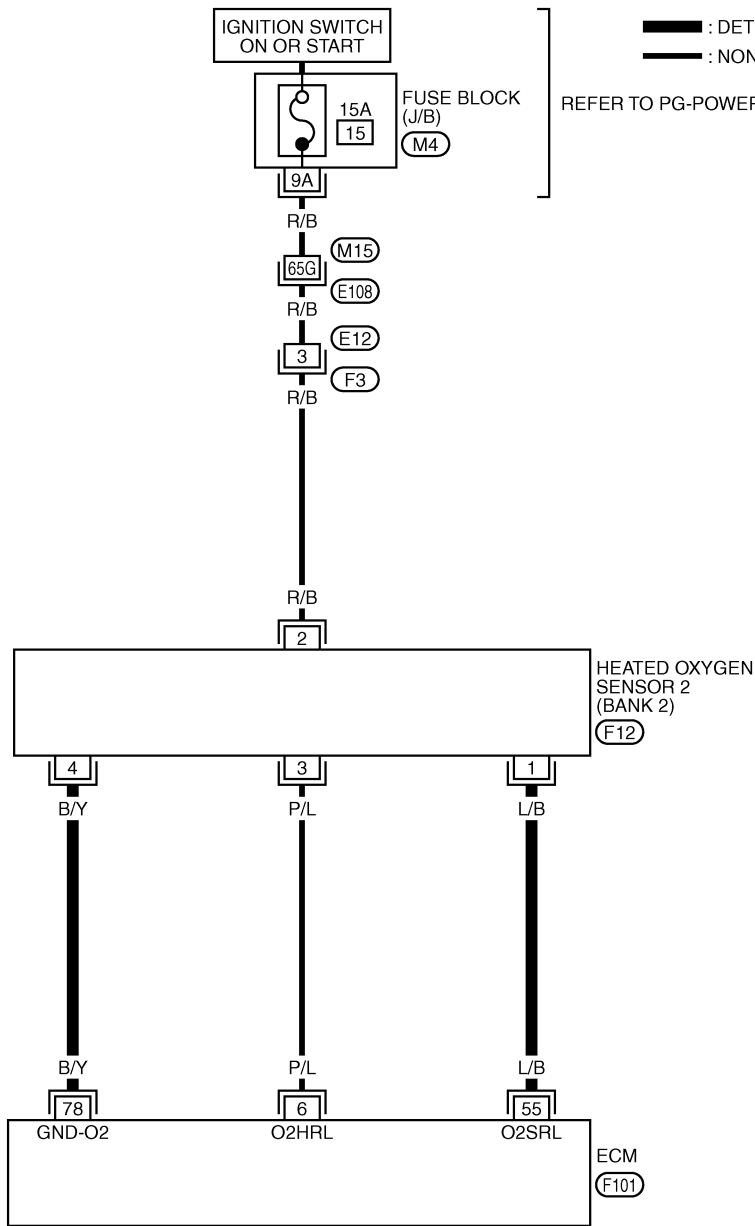 IGNITION SWITCH
ON OR START
: DET
: NON
REFER TO PG-POWER
FUSE BLOCK
(J/B)
M4
15A
15
9A
R/B
M15
65G
E108
R/B
E12
3
F3
R/B
R/B
2
HEATED OXYGEN
SENSOR 2
(BANK 2)
F12
4
3
1
B/Y
P/L
L/B
B/Y
P/L
L/B
78
6
55
GND-O2
O2HRL
O2SRL
ECM
F101